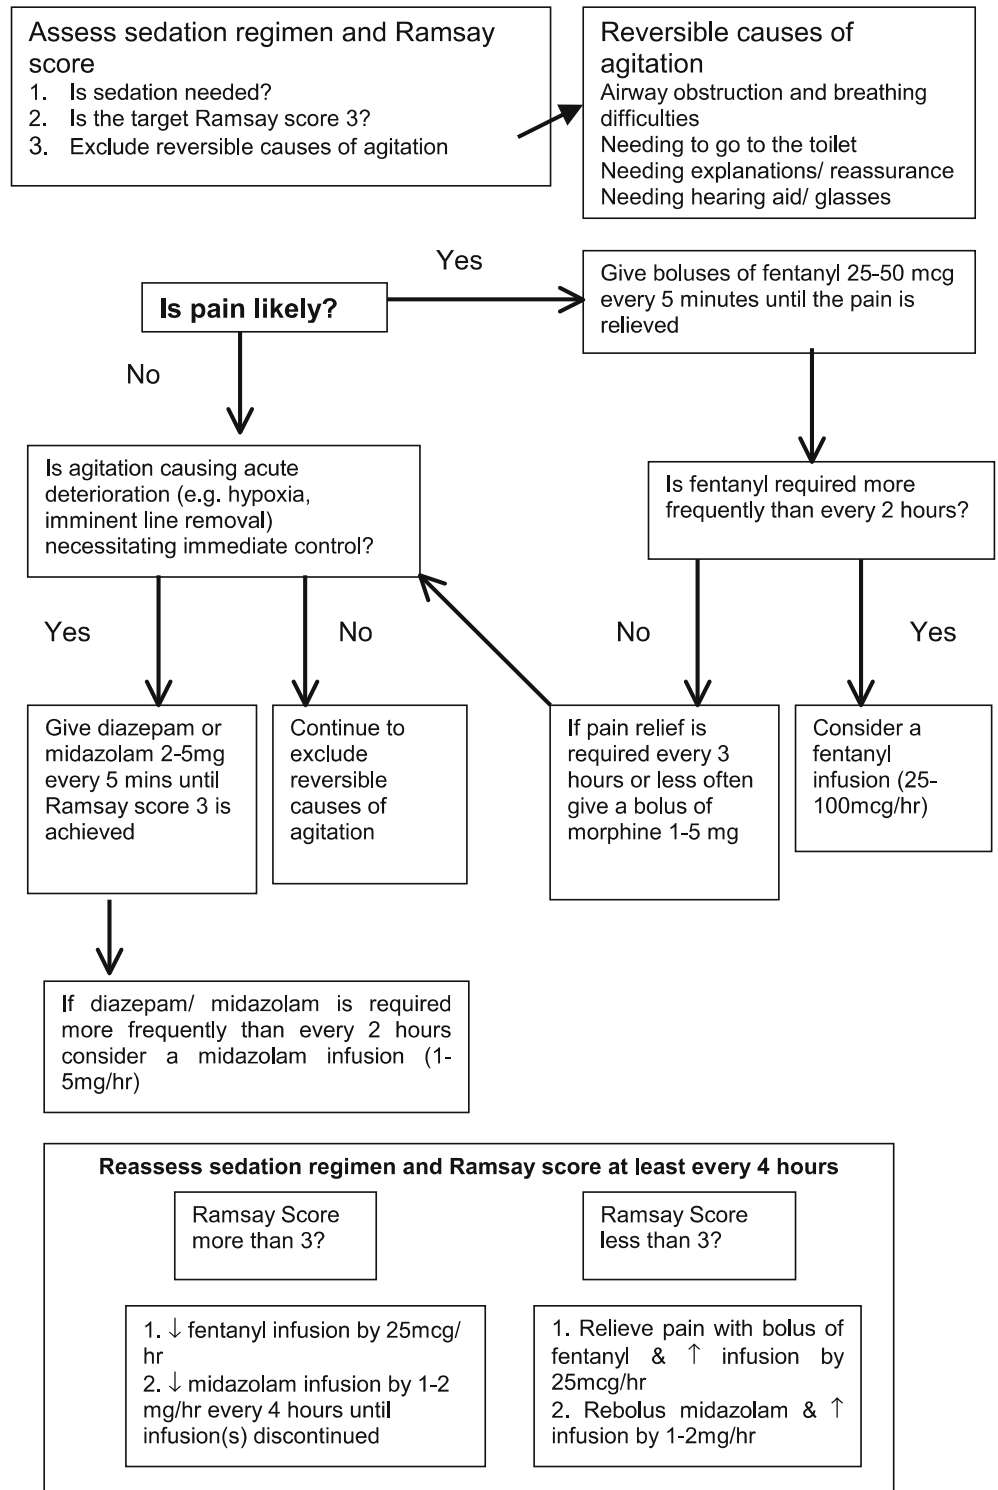 Assess sedation regimen and Ramsay
score
1. Is sedation needed?
2. Is the target Ramsay score 3?
3. Exclude reversible causes of agitation
Reversible causes of
agitation
Airway obstruction and breathing
difficulties
Needing to go to the toilet
Needing explanations/ reassurance
Needing hearing aid/ glasses
Is pain likely?
Yes
Give boluses of fentanyl 25-50 mcg
every 5 minutes until the pain is
relieved
No
Is agitation causing acute
deterioration (e.g. hypoxia,
imminent line removal)
necessitating immediate control?
Is fentanyl required more
frequently than every 2 hours?
Yes
No
No
Yes
Give diazepam or
midazolam 2-5mg
every 5 mins until
Ramsay score 3 is
achieved
Continue to
exclude
reversible
causes of
agitation
If pain relief is
required every 3
hours or less often
give a bolus of
morphine 1-5 mg
Consider a
fentanyl
infusion (25-
100mcg/hr)
If diazepam/ midazolam is required
more frequently than every 2 hours
consider a midazolam infusion (1-
5mg/hr)
Reassess sedation regimen and Ramsay score at least every 4 hours
Ramsay Score
more than 3?
Ramsay Score
less than 3?
1. ↓ fentanyl infusion by 25mcg/
hr
2. ↓ midazolam infusion by 1-2
mg/hr every 4 hours until
infusion(s) discontinued
1. Relieve pain with bolus of
fentanyl & ↑ infusion by
25mcg/hr
2. Rebolus midazolam & ↑
infusion by 1-2mg/hr